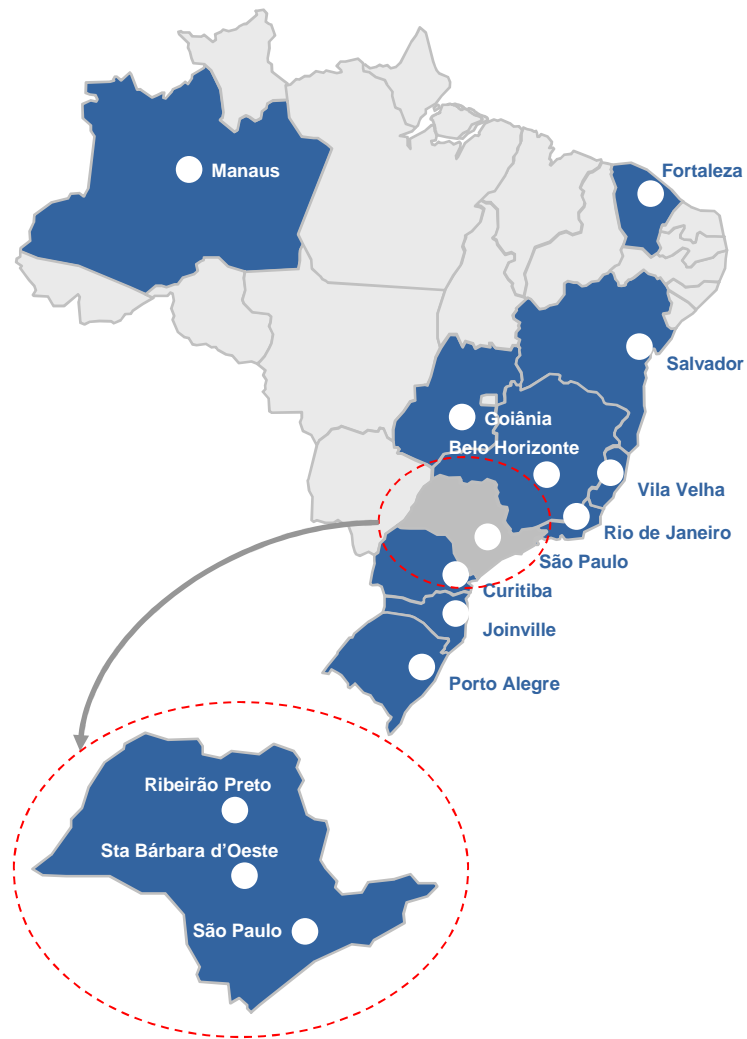 Fortaleza
Manaus
Salvador
Goiânia
Belo Horizonte
Vila Velha
Rio de Janeiro
São Paulo
Curitiba
Joinville
Porto Alegre
Ribeirão Preto
Sta Bárbara d’Oeste
São Paulo